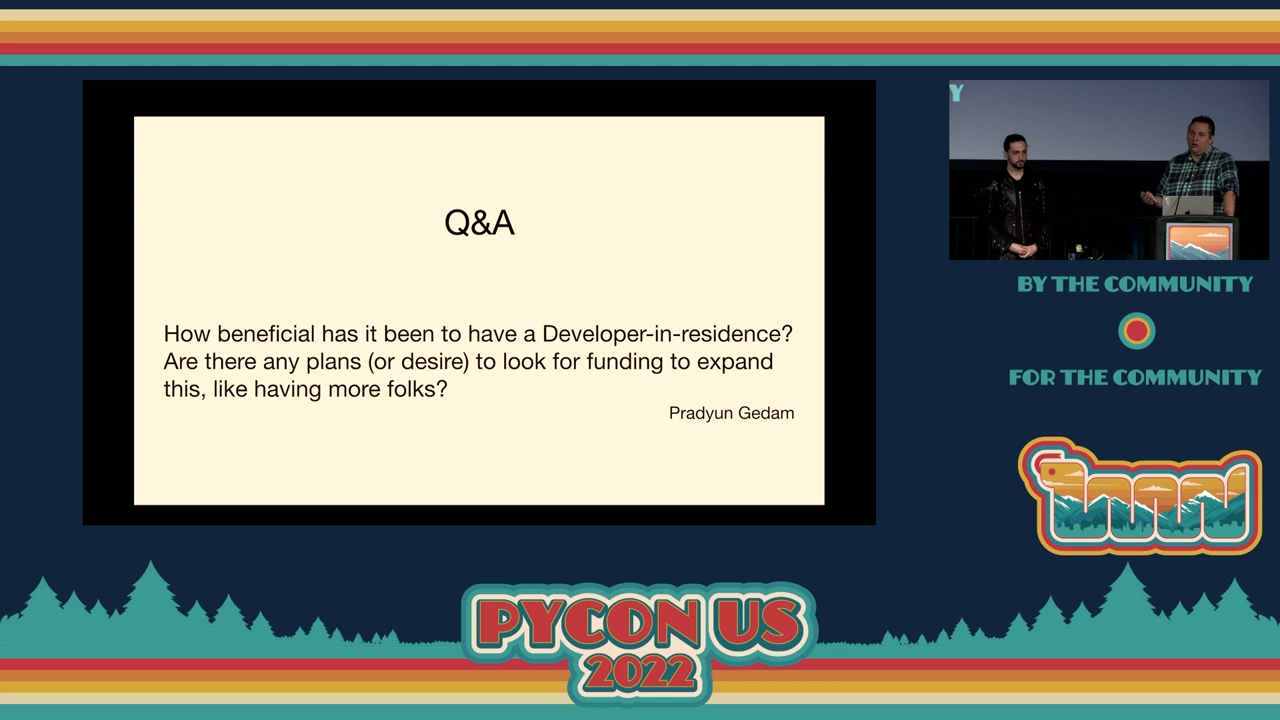 Q&A
How beneficial has it been to have a Developer-in-residence?
Are there any plans (or desire) to look for funding to expand
this, like having more folks?
Pradyun Gedam
Y
BY THE COMMUNITY
FOR THE COMMUNITY
PYCON US
2022